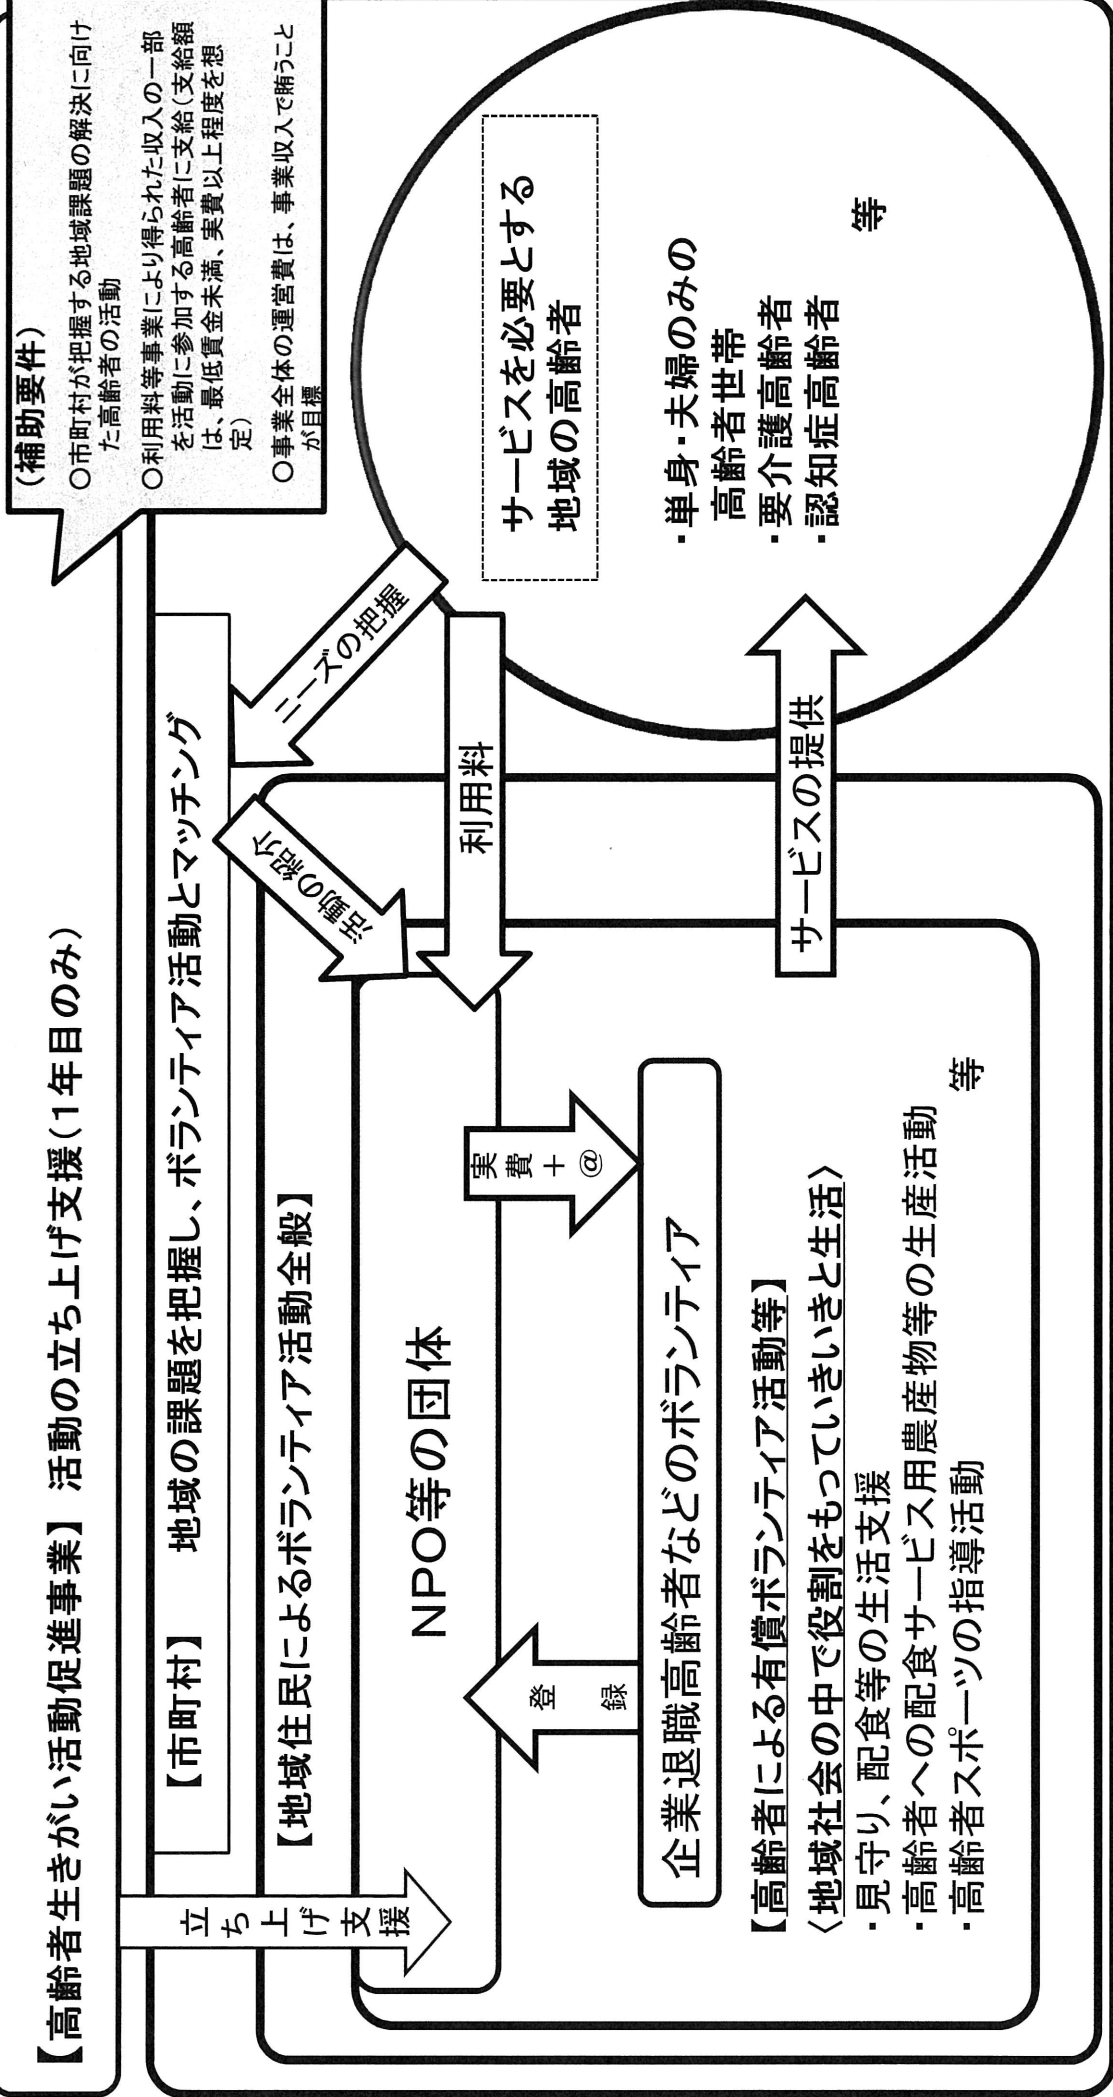 【高齢者生きがい活動促進事業】 活動の立ち上げ支援(1年目のみ)
(補助要件)
○市町村が把握する地域課題の解決に向け
た高齢者の活動
○利用料等事業により得られた収入の一部
を活動に参加する高齢者に支給(支給額
は、最低賃金未満、実費以上程度を想
定)
○事業全体の運営費は、事業収入で賄うこと
が目標
【市町村】 地域の課題を把握し、ボランティア活動とマッチング
立ち上げ支援
【地域住民によるボランティア活動全般】
活動の紹介
ニーズの把握
NPO等の団体
利用料
登録
実費+@
企業退職高齢者などのボランティア
【高齢者による有償ボランティア活動等】
〈地域社会の中で役割をもっていきいきと生活〉
・見守り、配食等の生活支援
・高齢者への配食サービス用農産物等の生産活動
・高齢者スポーツの指導活動
等
サービスの提供
サービスを必要とする
地域の高齢者
・単身・夫婦のみの
高齢者世帯
・要介護高齢者
・認知症高齢者
等